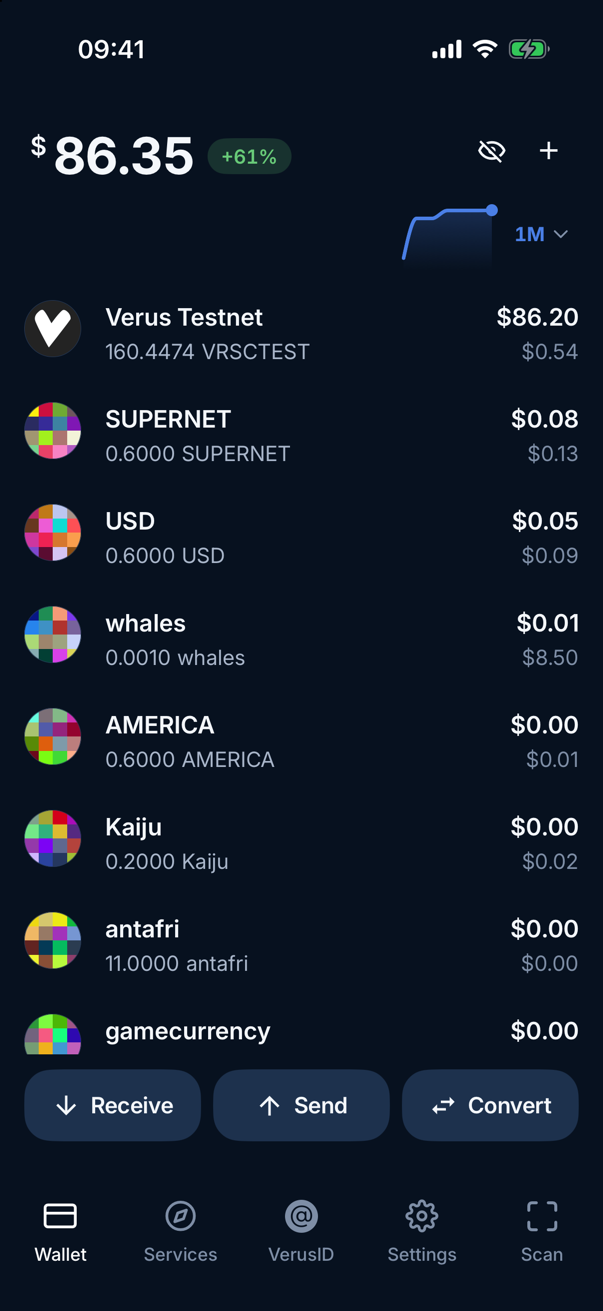 09:41
$86.35 +61%
1M
Verus Testnet $86.20
160.4474 VRSCTEST $0.54
SUPERNET $0.08
0.6000 SUPERNET $0.13
USD $0.05
0.6000 USD $0.09
whales $0.01
0.0010 whales $8.50
AMERICA $0.00
0.6000 AMERICA $0.01
Kaiju $0.00
0.2000 Kaiju $0.02
antafri $0.00
11.0000 antafri $0.00
gamecurrency $0.00
Receive Send Convert
Wallet Services VerusID Settings Scan